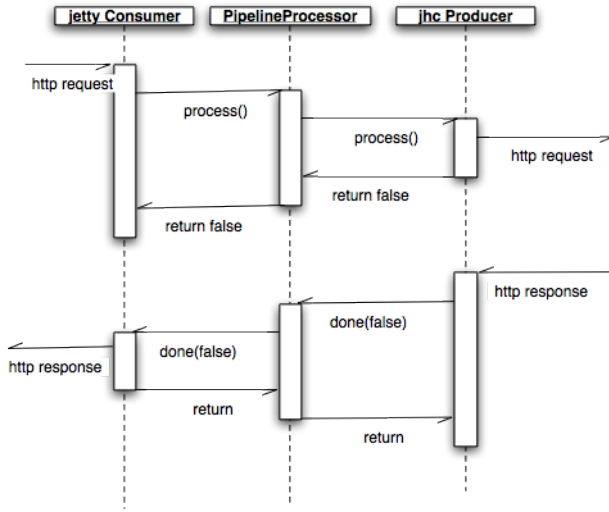 jetty Consumer
PipelineProcessor
jhc Producer
http request
process()
process()
http request
return false
return false
http response
done(false)
done(false)
http response
return
return